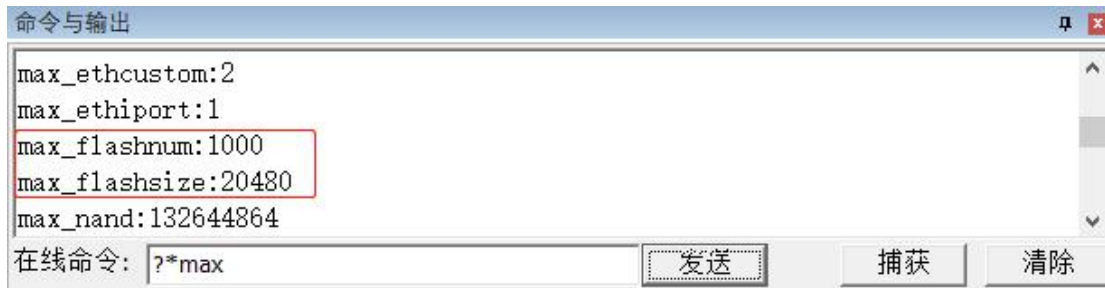 命令与输出
max_ethcustom:2
max_ethiport:1
max_flashnum:1000
max_flashsize:20480
max_nand:132644864
在线命令: ?*max 发送 捕获 清除